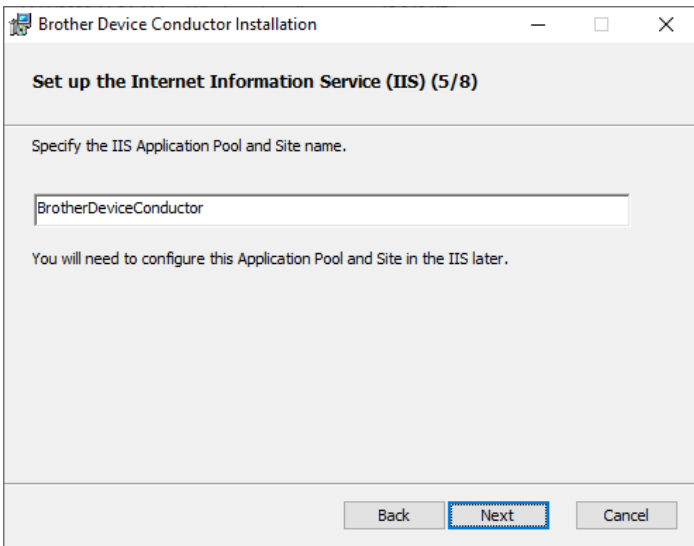 Brother Device Conductor Installation
Set up the Internet Information Service (IIS) (5/8)
Specify the IIS Application Pool and Site name.
BrotherDeviceConductor
You will need to configure this Application Pool and Site in the IIS later.
Back Next Cancel